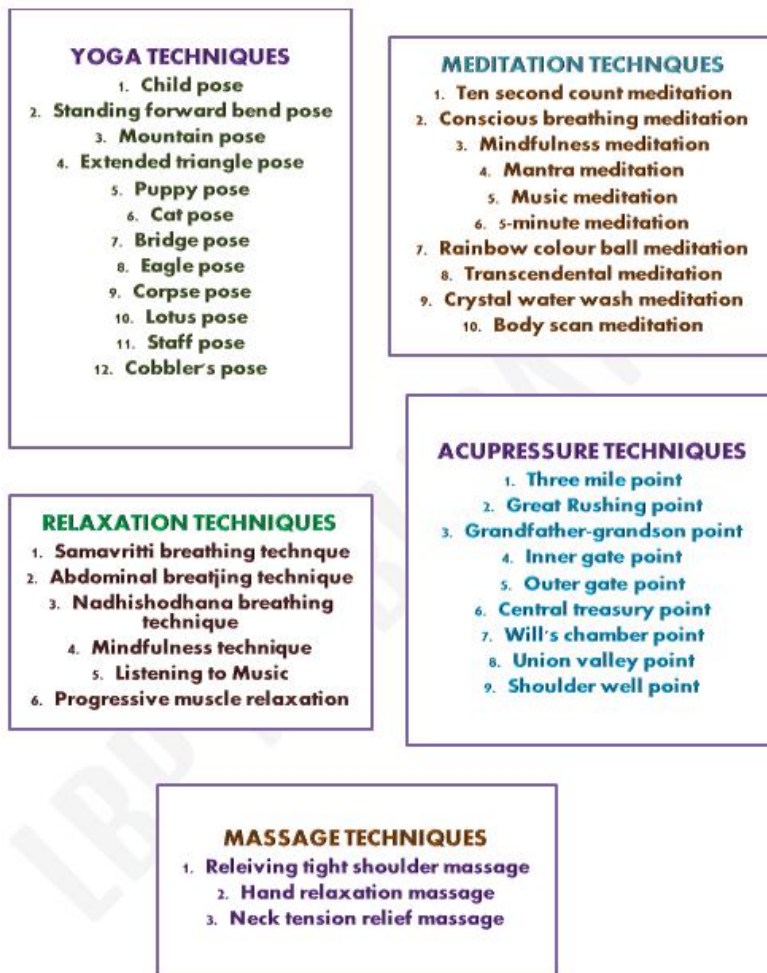 YOGA TECHNIQUES
1. Child pose
2. Standing forward bend pose
3. Mountain pose
4. Extended triangle pose
5. Puppy pose
6. Cat pose
7. Bridge pose
8. Eagle pose
9. Corpse pose
10. Lotus pose
11. Staff pose
12. Cobbler's pose
MEDITATION TECHNQUES
1. Ten second count meditation
2. Conscious breathing meditation
3. Mindfulness meditation
4. Mantra meditation
5. Music meditation
6. 5-minute meditation
7. Rainbow colour ball meditation
8. Transcendental meditation
9. Crystal water wash meditation
10. Body scan meditation
RELAXATION TECHNIQUES
1. Samavritti breathing technque
2. Abdominal breatjing technique
3. Nadhishodhana breathing
technique
4. Mindfulness technique
5. Listening to Music
6. Progressive muscle relaxation
ACUPRESSURE TECHNIQUES
1. Three mile point
2. Great Rushing point
3. Grandfather-grandson point
4. Inner gate point
5. Outer gate point
6. Central treasury point
7. Will's chamber point
8. Union valley point
9. Shoulder well point
MASSAGE TECHNIQUES
1. Releiving tight shoulder massage
2. Hand relaxation massage
3. Neck tension relief massage